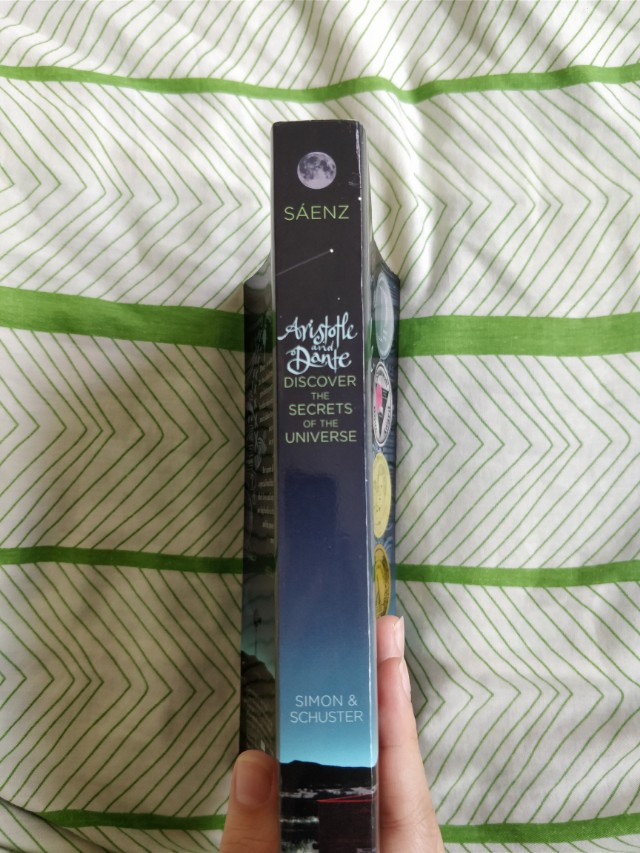 SÁENZ
Aristotle
and
Dante
DISCOVER
THE
SECRETS
OF THE
UNIVERSE
SIMON &
SCHUSTER